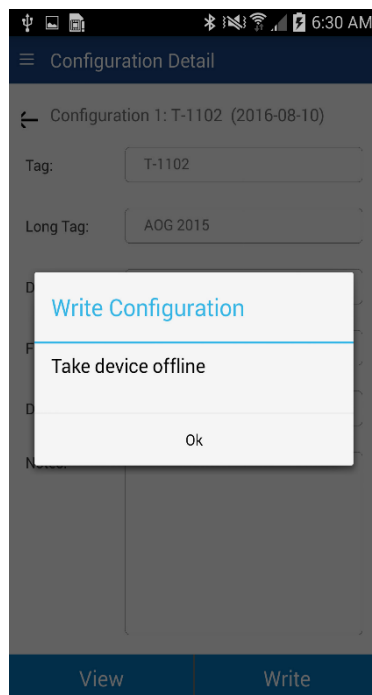 6:30 AM
Configuration Detail
Configuration 1: T-1102 (2016-08-10)
Tag: T-1102
Long Tag: AOG 2015
Write Configuration
Take device offline
Ok
Notes:
View Write